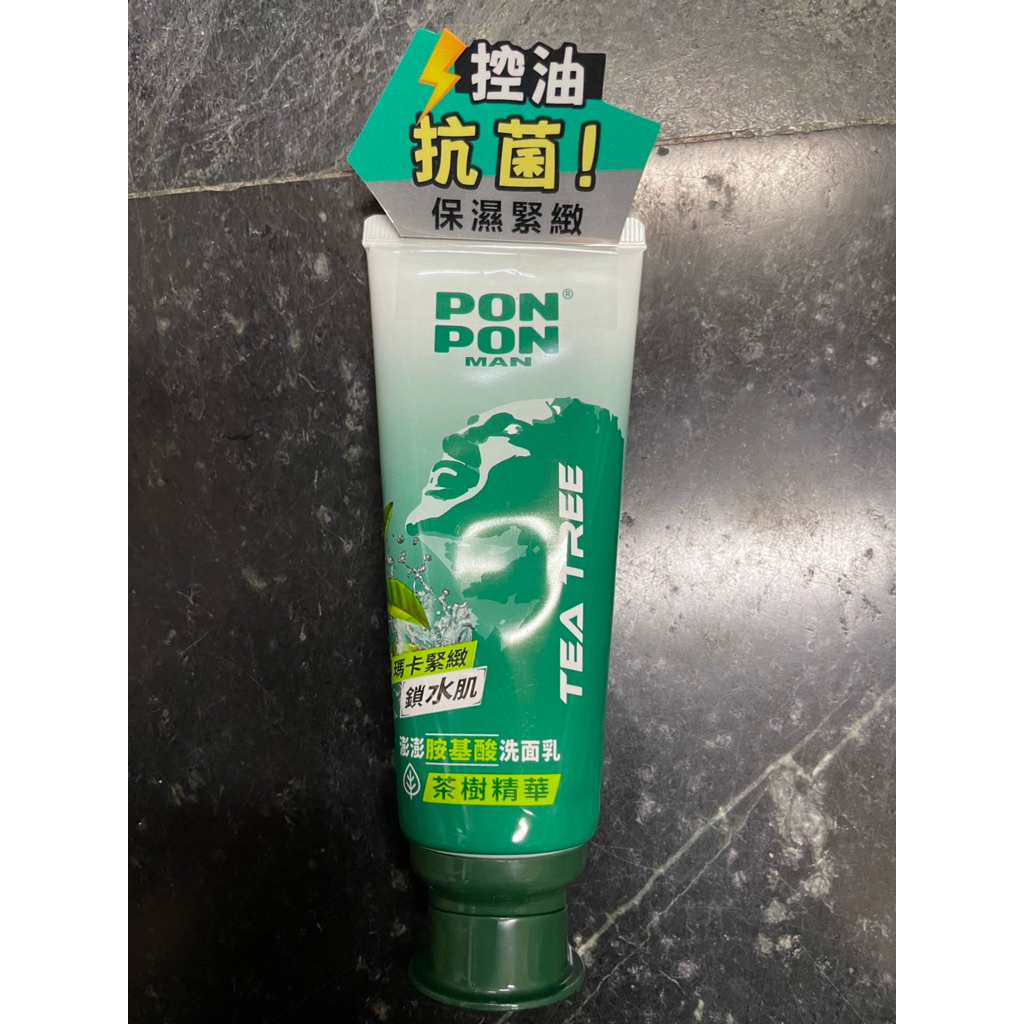 控油
抗菌!
保濕緊緻
PON®
PON
MAN
TEA TREE
瑪卡緊緻
鎖水肌
澎澎胺基酸洗面乳
茶樹精華